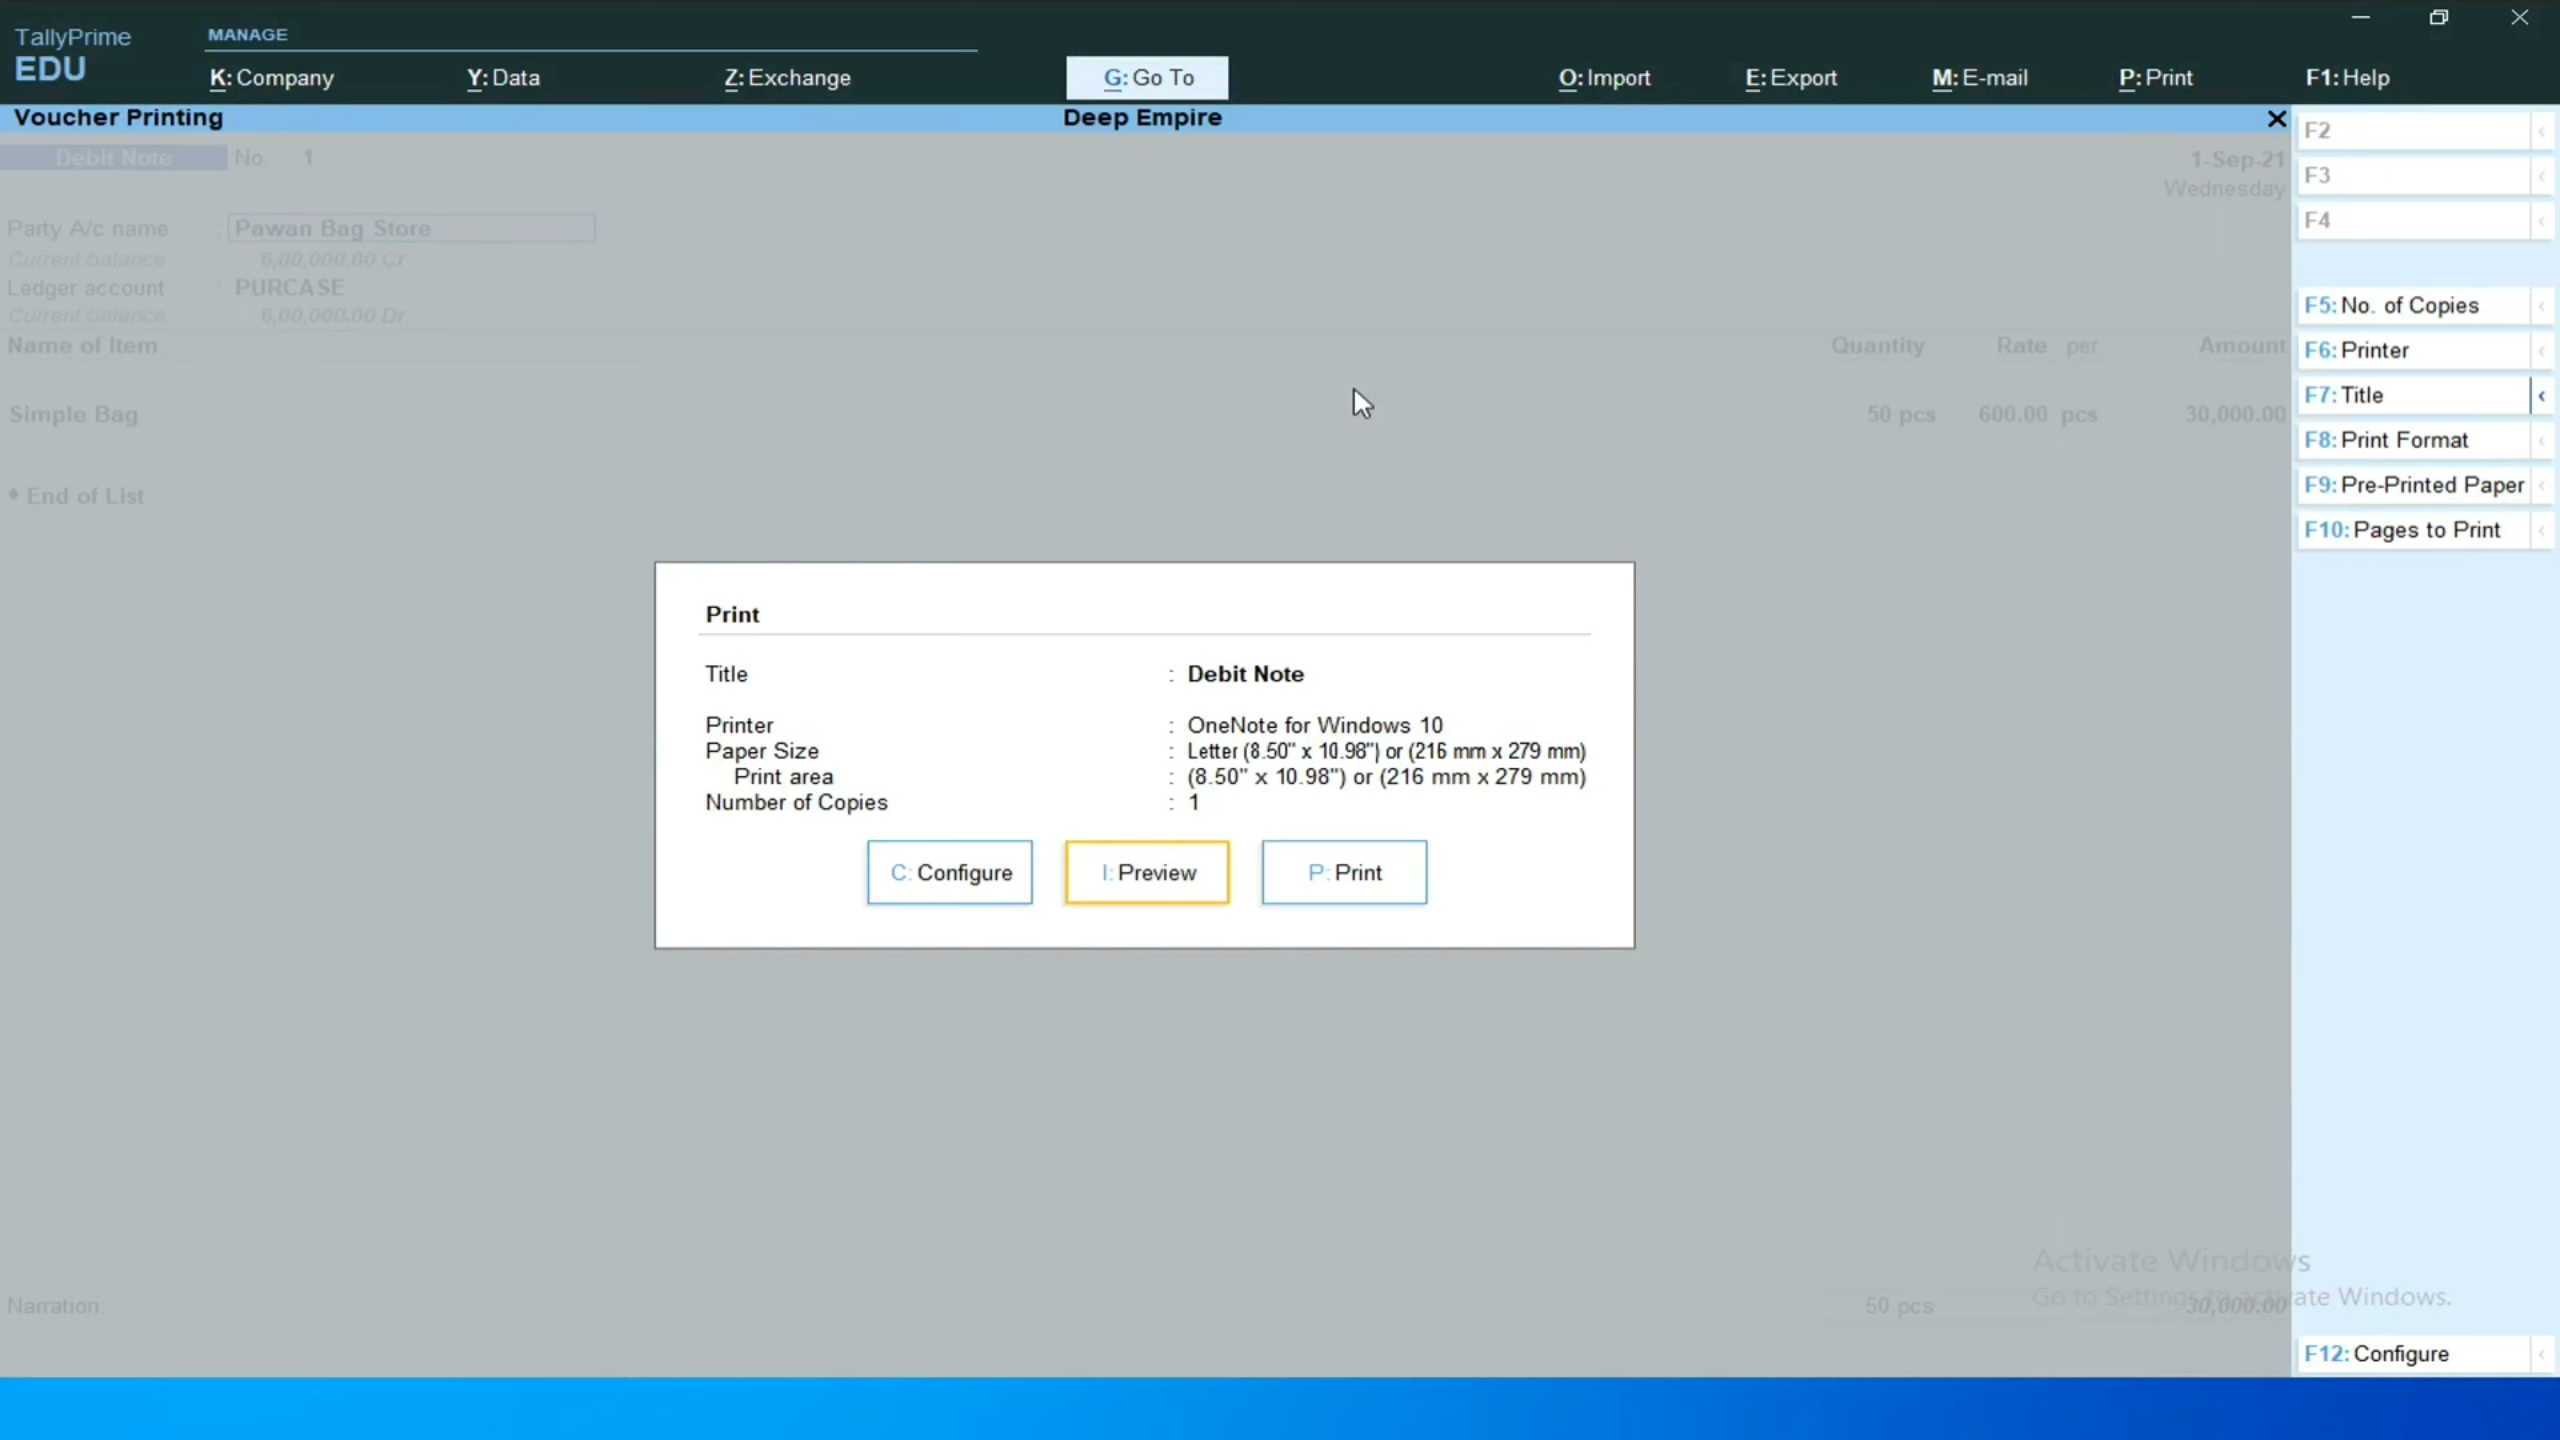 TallyPrime
EDU
MANAGE
K: Company Y: Data Z: Exchange G: Go To O: Import E: Export M: E-mail P: Print F1: Help
Voucher Printing Deep Empire
Debit Note No. 1 1-Sep-21
Wednesday
Party A/c name : Pawan Bag Store
Current balance 6,00,000.00 Cr
Ledger account : PURCASE
Current balance 6,00,000.00 Dr
Name of Item Quantity Rate per Amount
Simple Bag 50 pcs 600.00 pcs 30,000.00
End of List
Print
Title : Debit Note
Printer : OneNote for Windows 10
Paper Size : Letter (8.50" x 10.98") or (216 mm x 279 mm)
Print area : (8.50" x 10.98") or (216 mm x 279 mm)
Number of Copies : 1
C: Configure I: Preview P: Print
Narration: 50 pcs 30,000.00
F2
F3
F4
F5: No. of Copies
F6: Printer
F7: Title
F8: Print Format
F9: Pre-Printed Paper
F10: Pages to Print
F12: Configure
Activate Windows
Go to Settings to activate Windows.